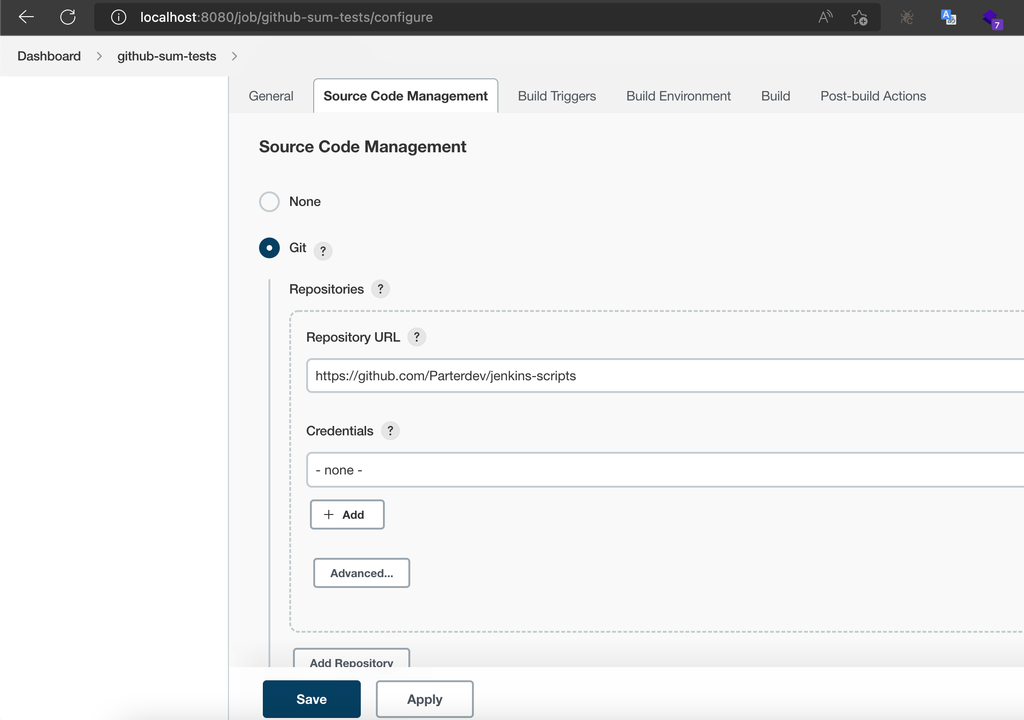 localhost:8080/job/github-sum-tests/configure
7
Dashboard > github-sum-tests >
General Source Code Management Build Triggers Build Environment Build Post-build Actions
Source Code Management
None
Git ?
Repositories ?
Repository URL ?
https://github.com/Parterdev/jenkins-scripts
Credentials ?
- none -
+ Add
Advanced...
Add Repository
Save Apply